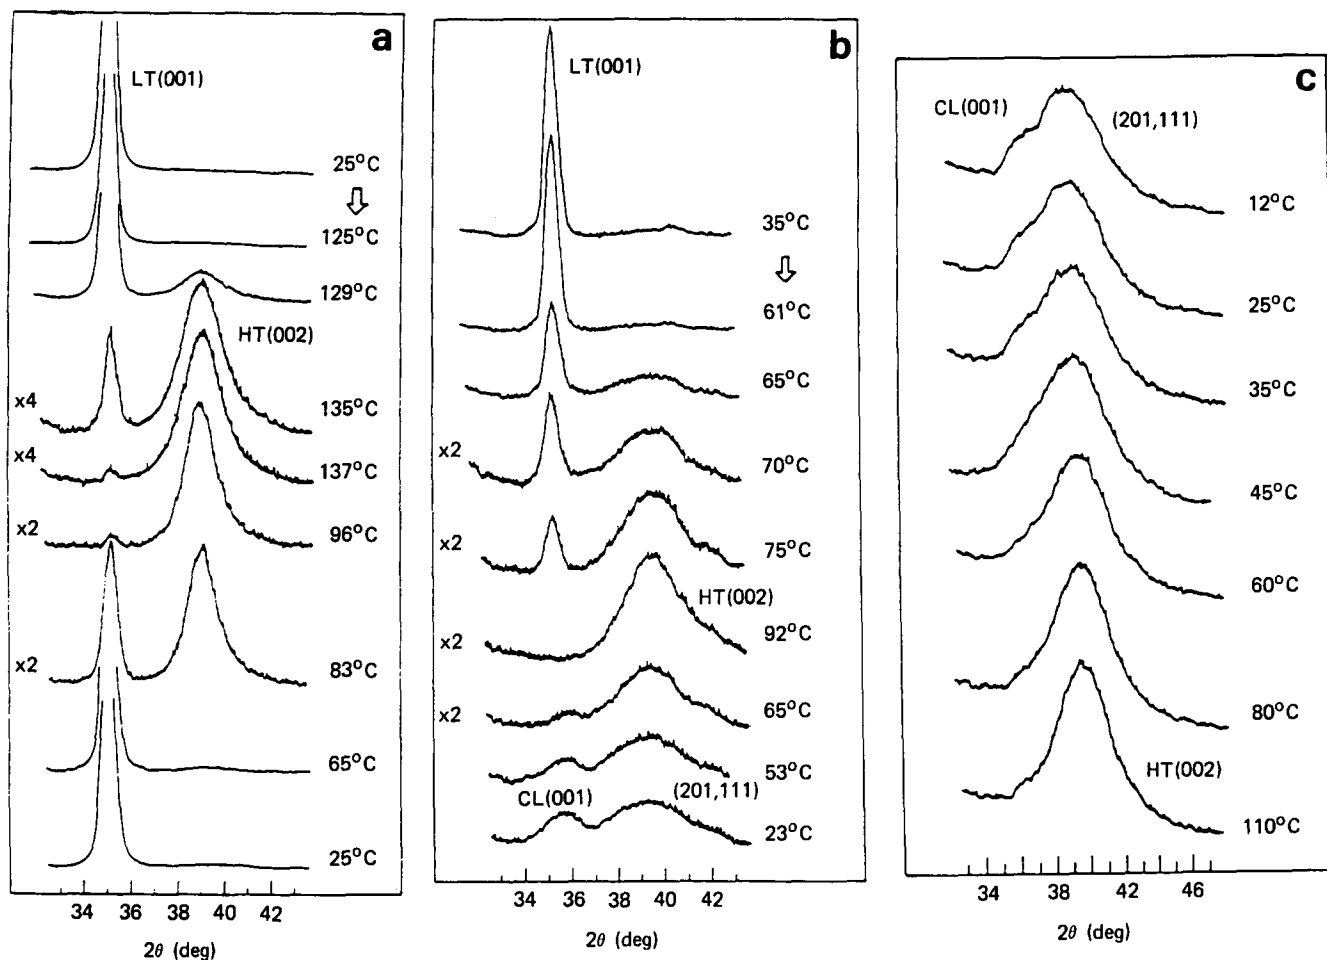 a
LT(001)
25°C
125°C
129°C
HT(002)
x4
135°C
x4
137°C
x2
96°C
x2
83°C
65°C
25°C
34 36 38 40 42
2θ (deg)
b
LT(001)
35°C
61°C
65°C
x2
70°C
x2
75°C
HT(002)
x2
92°C
x2
65°C
53°C
CL(001)
(201,111)
23°C
34 36 38 40 42
2θ (deg)
c
CL(001)
(201,111)
12°C
25°C
35°C
45°C
60°C
80°C
HT(002)
110°C
34 38 42 46
2θ (deg)